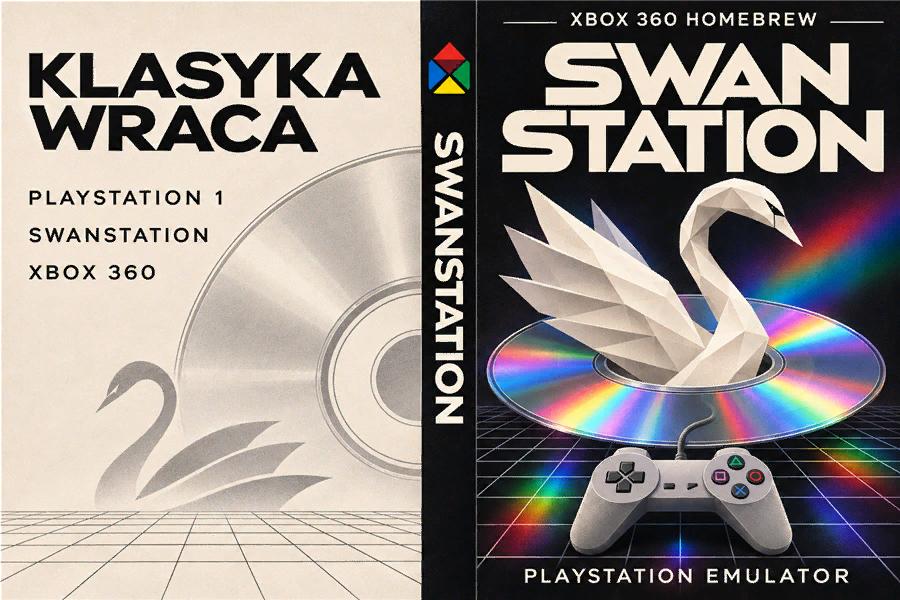 KLASYKA
WRACA
PLAYSTATION 1
SWANSTATION
XBOX 360
SWANSTATION
XBOX 360 HOMEBREW
SWAN
STATION
PLAYSTATION EMULATOR